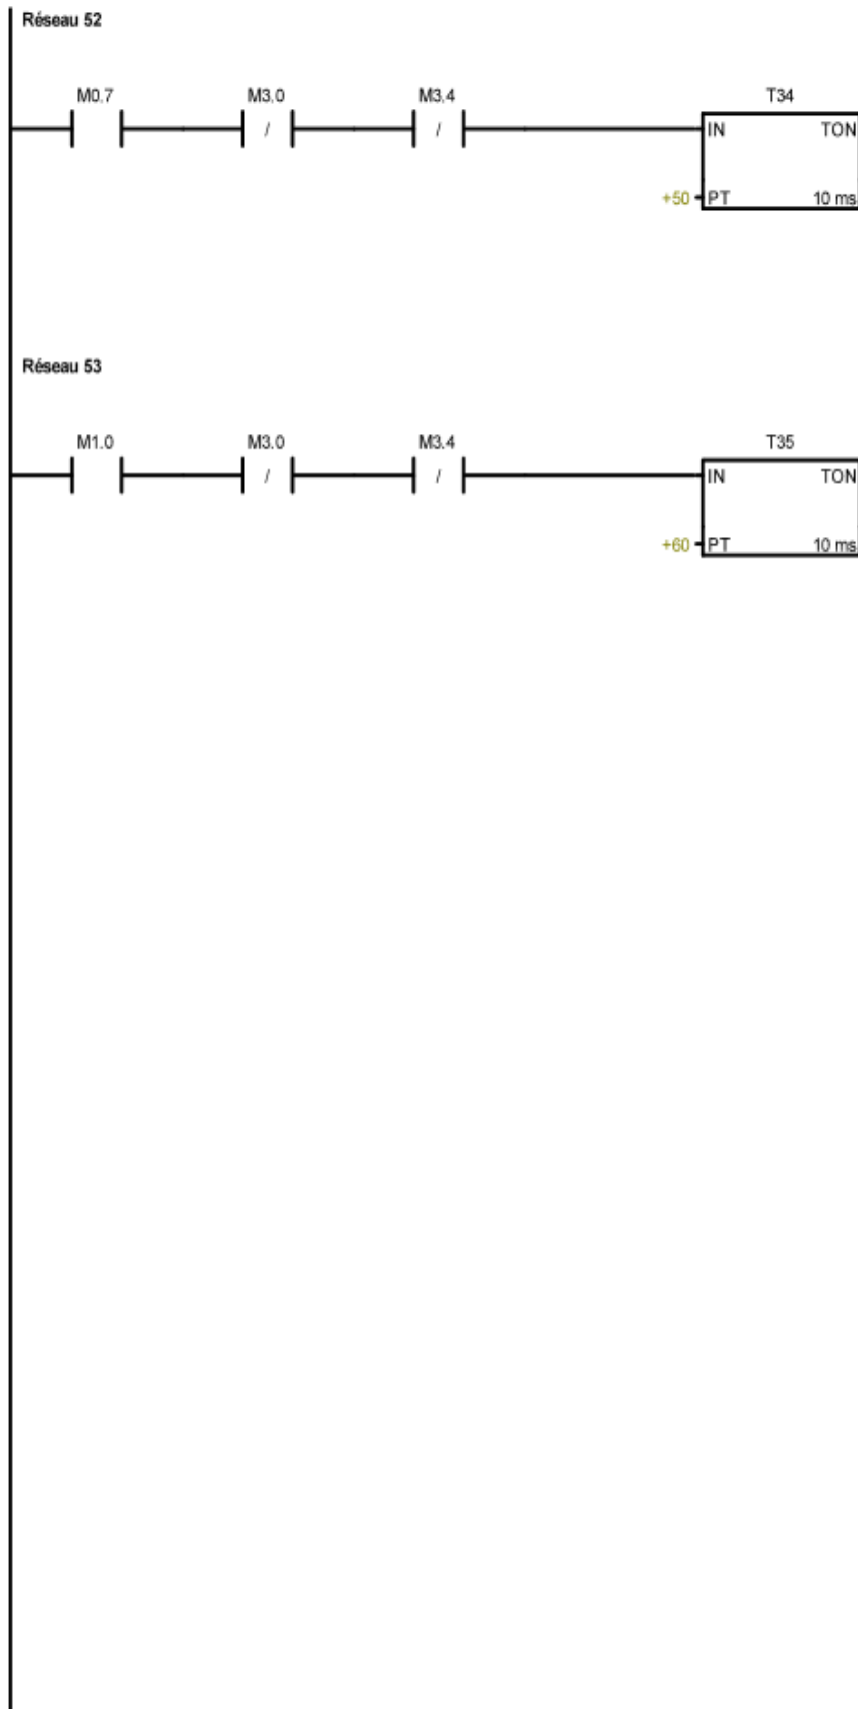 Réseau 52
M0.7 M3.0 M3.4 T34
/ / IN TON
+50 PT 10 ms
Réseau 53
M1.0 M3.0 M3.4 T35
/ / IN TON
+60 PT 10 ms